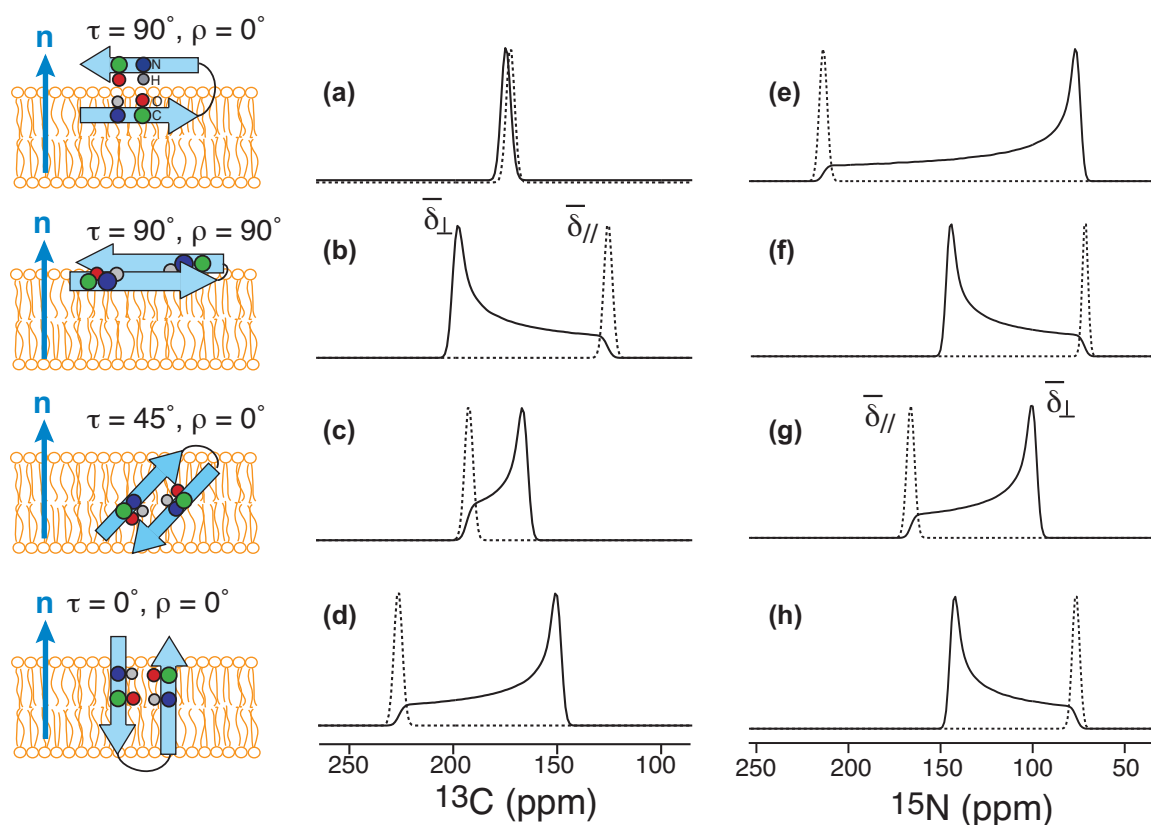 n
τ = 90°, ρ = 0°
N
H
O
C
(a)
(e)
n
τ = 90°, ρ = 90°
(b)
δ̅⊥
δ̅//
(f)
n
τ = 45°, ρ = 0°
(c)
(g)
δ̅//
δ̅⊥
n
τ = 0°, ρ = 0°
(d)
(h)
250 200 150 100
13C (ppm)
250 200 150 100 50
15N (ppm)